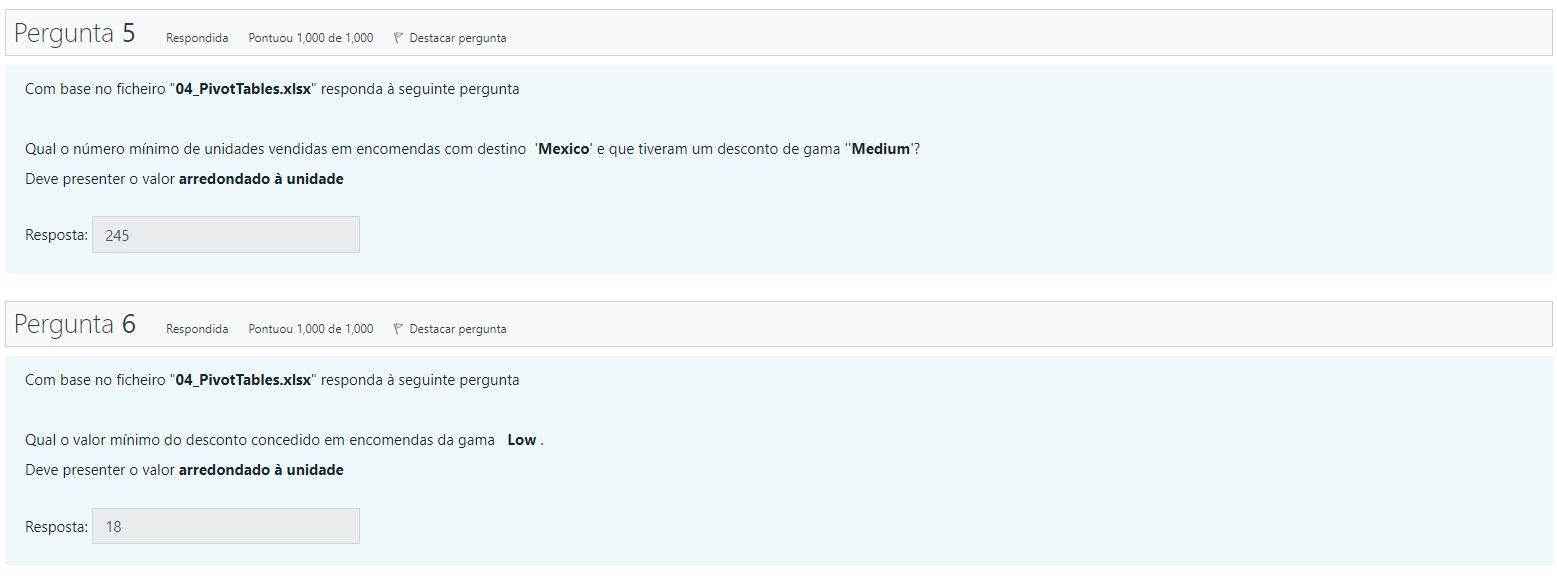 Pergunta 5 Respondida Pontuou 1,000 de 1,000 Destacar pergunta
Com base no ficheiro "04_PivotTables.xlsx" responda à seguinte pergunta
Qual o número mínimo de unidades vendidas em encomendas com destino 'Mexico' e que tiveram um desconto de gama ''Medium'?
Deve presenter o valor arredondado à unidade
Resposta: 245
Pergunta 6 Respondida Pontuou 1,000 de 1,000 Destacar pergunta
Com base no ficheiro "04_PivotTables.xlsx" responda à seguinte pergunta
Qual o valor mínimo do desconto concedido em encomendas da gama Low .
Deve presenter o valor arredondado à unidade
Resposta: 18